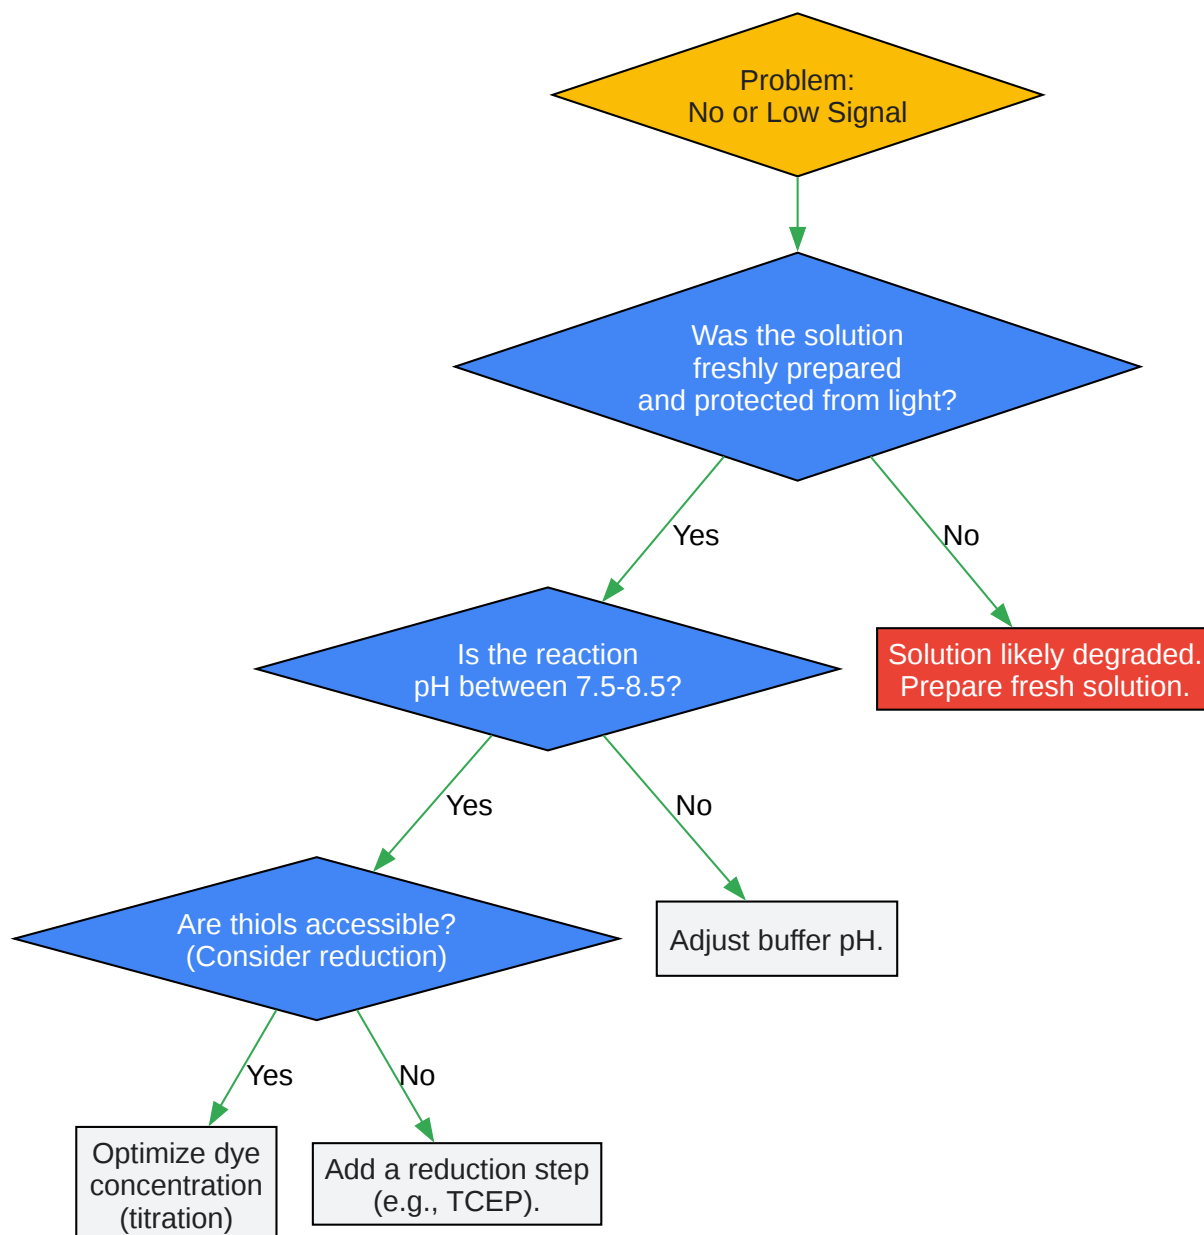 Problem:
No or Low Signal
Was the solution
freshly prepared
and protected from light?
Yes
No
Is the reaction
pH between 7.5-8.5?
Solution likely degraded.
Prepare fresh solution.
Yes
No
Are thiols accessible?
(Consider reduction)
Adjust buffer pH.
Yes
No
Optimize dye
concentration
(titration)
Add a reduction step
(e.g., TCEP).